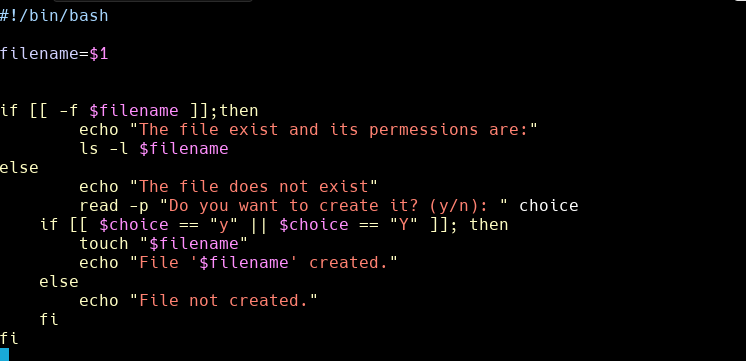 #!/bin/bash
filename=$1
if [[ -f $filename ]];then
echo "The file exist and its permessions are:"
ls -l $filename
else
echo "The file does not exist"
read -p "Do you want to create it? (y/n): " choice
if [[ $choice == "y" || $choice == "Y" ]]; then
touch "$filename"
echo "File '$filename' created."
else
echo "File not created."
fi
fi